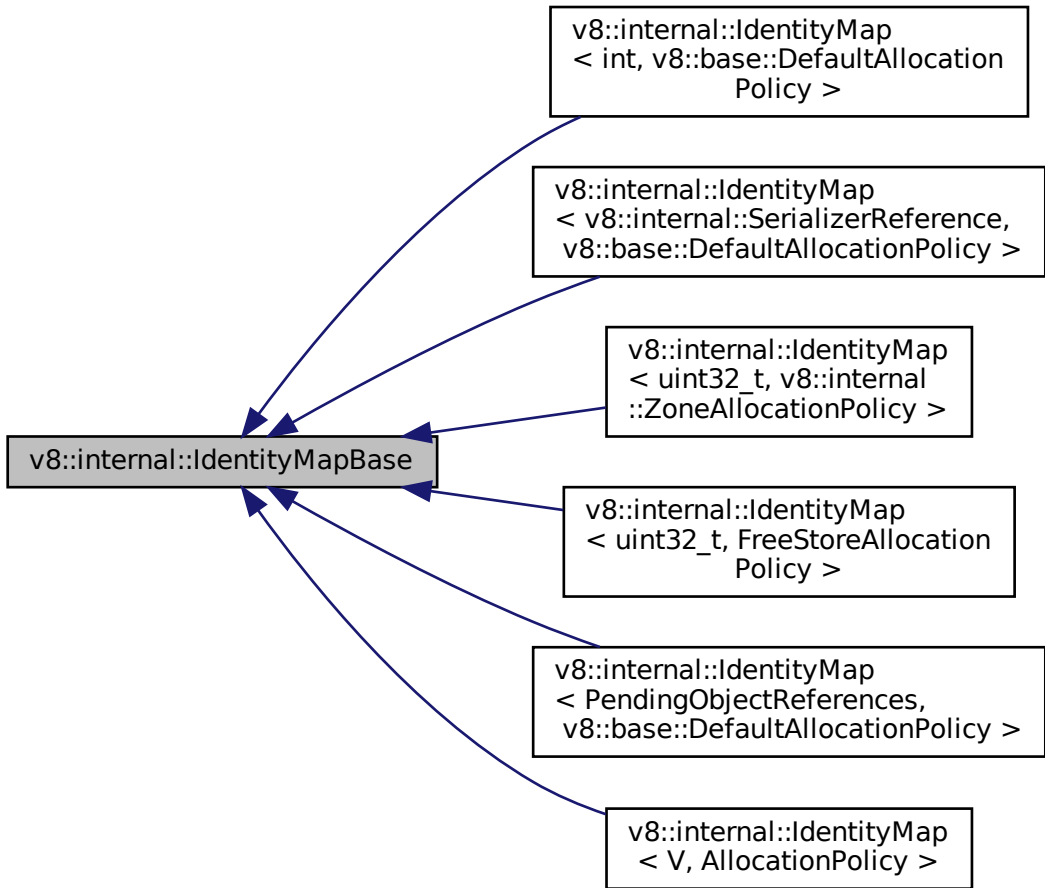 v8::internal::IdentityMap
< int, v8::base::DefaultAllocation
Policy >
v8::internal::IdentityMap
< v8::internal::SerializerReference,
v8::base::DefaultAllocationPolicy >
v8::internal::IdentityMap
< uint32_t, v8::internal
::ZoneAllocationPolicy >
v8::internal::IdentityMapBase
v8::internal::IdentityMap
< uint32_t, FreeStoreAllocation
Policy >
v8::internal::IdentityMap
< PendingObjectReferences,
v8::base::DefaultAllocationPolicy >
v8::internal::IdentityMap
< V, AllocationPolicy >